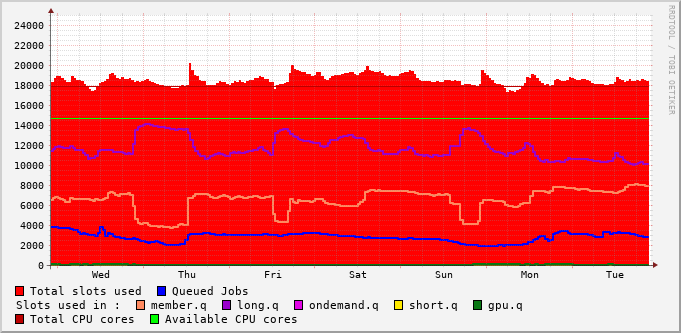 RRDTOOL / TOBI OETIKER
24000
22000
20000
18000
16000
14000
12000
10000
8000
6000
4000
2000
0
Wed Thu Fri Sat Sun Mon Tue
Total slots used Queued Jobs
Slots used in : member.q long.q ondemand.q short.q gpu.q
Total CPU cores Available CPU cores